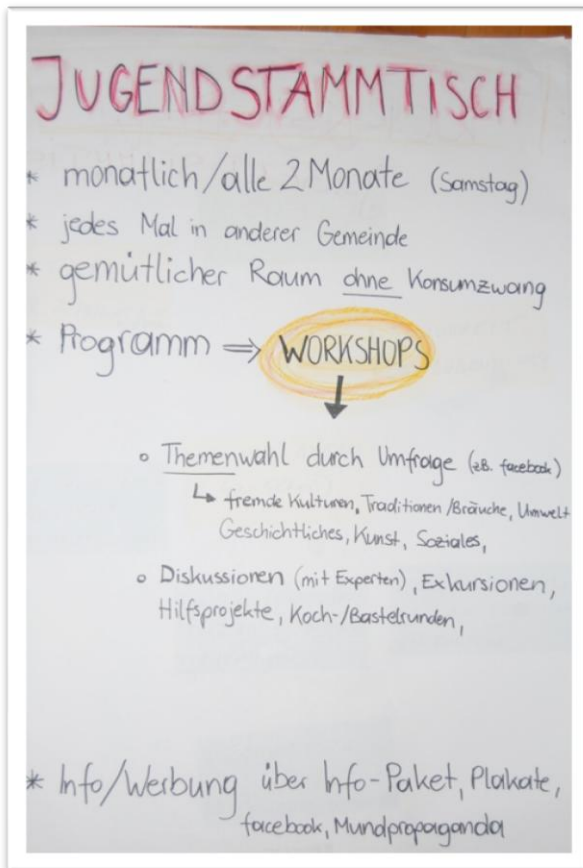 JUGENDSTAMMTISCH
* monatlich/alle 2 Monate (Samstag)
* jedes Mal in anderer Gemeinde
* gemütlicher Raum ohne Konsumzwang
* Programm ⇒ WORKSHOPS
↓
o Themenwahl durch Umfrage (zB. facebook)
↳ fremde Kulturen, Traditionen/Bräuche, Umwelt
Geschichtliches, Kunst, Soziales,
o Diskussionen (mit Experten), Exkursionen,
Hilfsprojekte, Koch-/Bastelrunden,
* Info/Werbung über Info-Paket, Plakate,
facebook, Mundpropaganda